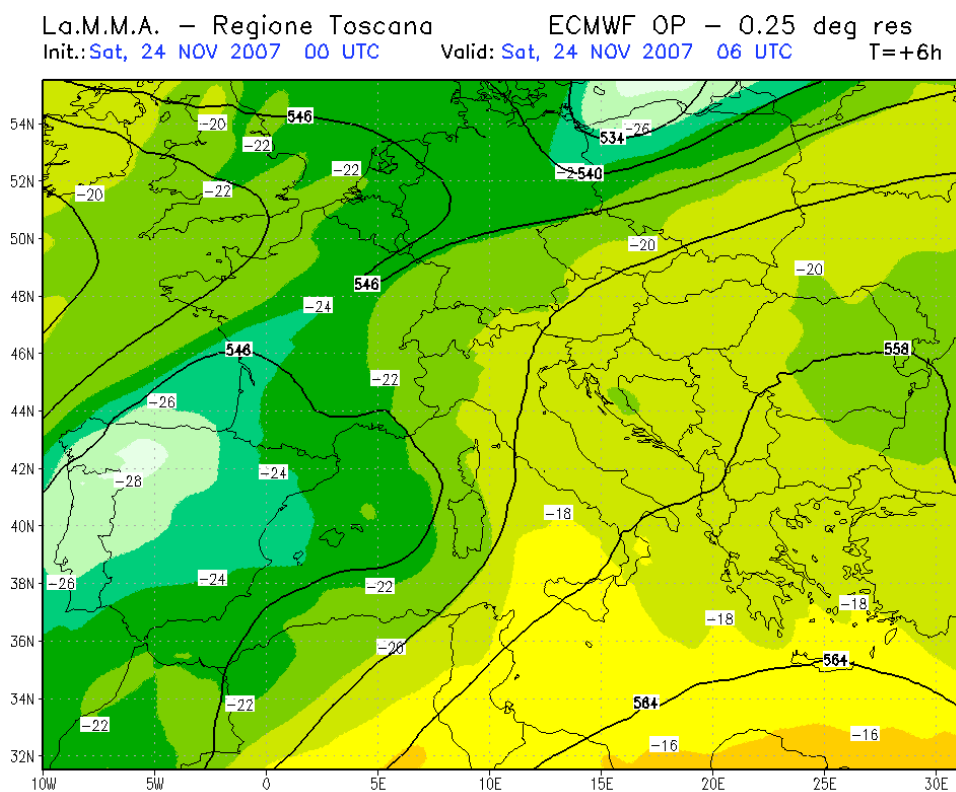 La.M.M.A. - Regione Toscana ECMWF OP - 0.25 deg res
Init.: Sat, 24 NOV 2007 00 UTC Valid: Sat, 24 NOV 2007 06 UTC T=+6h
54N -20 546 -26
-22 534
52N -22 -22 540
-20
50N -20
-20
48N 546
-24
46N 546 558
-22
44N -26
42N -28 -24
40N -18
38N -26 -24 -22
-18 -18
36N -20
564
34N -22 -22 564
32N -16 -16
10W 5W 0 5E 10E 15E 20E 25E 30E